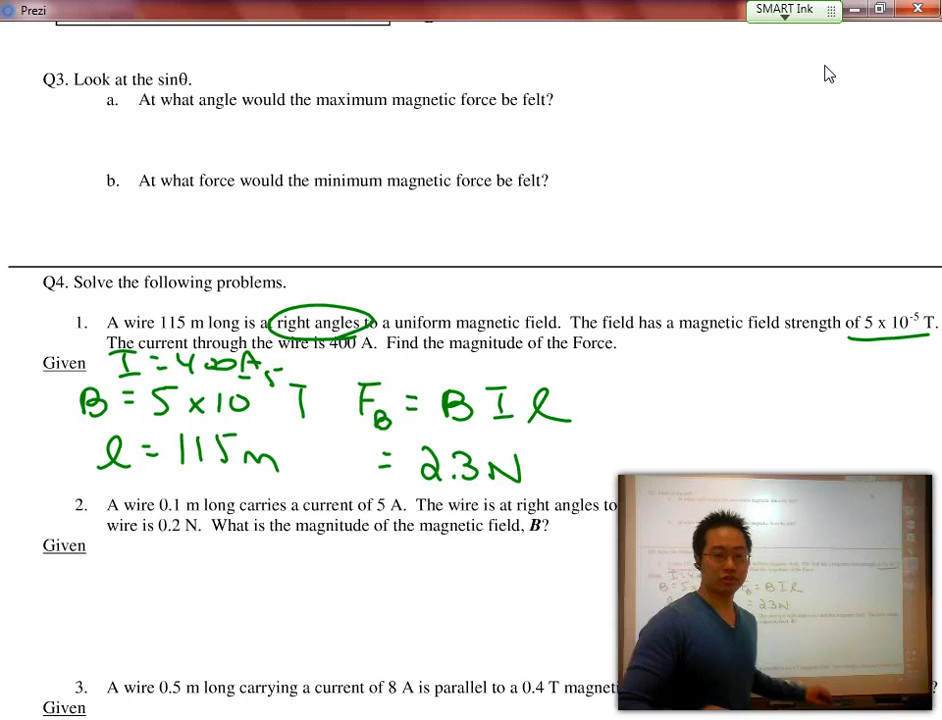 Prezi
SMART Ink
Q3. Look at the sinθ.
a. At what angle would the maximum magnetic force be felt?
b. At what force would the minimum magnetic force be felt?
Q4. Solve the following problems.
1. A wire 115 m long is at right angles to a uniform magnetic field. The field has a magnetic field strength of 5 x 10⁻⁵ T.
The current through the wire is 400 A. Find the magnitude of the Force.
Given
I = 400A
B = 5 x 10⁻⁵ T
F_B = B I l
l = 115 m
= 2.3 N
2. A wire 0.1 m long carries a current of 5 A. The wire is at right angles to
wire is 0.2 N. What is the magnitude of the magnetic field, B?
Given
3. A wire 0.5 m long carrying a current of 8 A is parallel to a 0.4 T magneti
?
Given